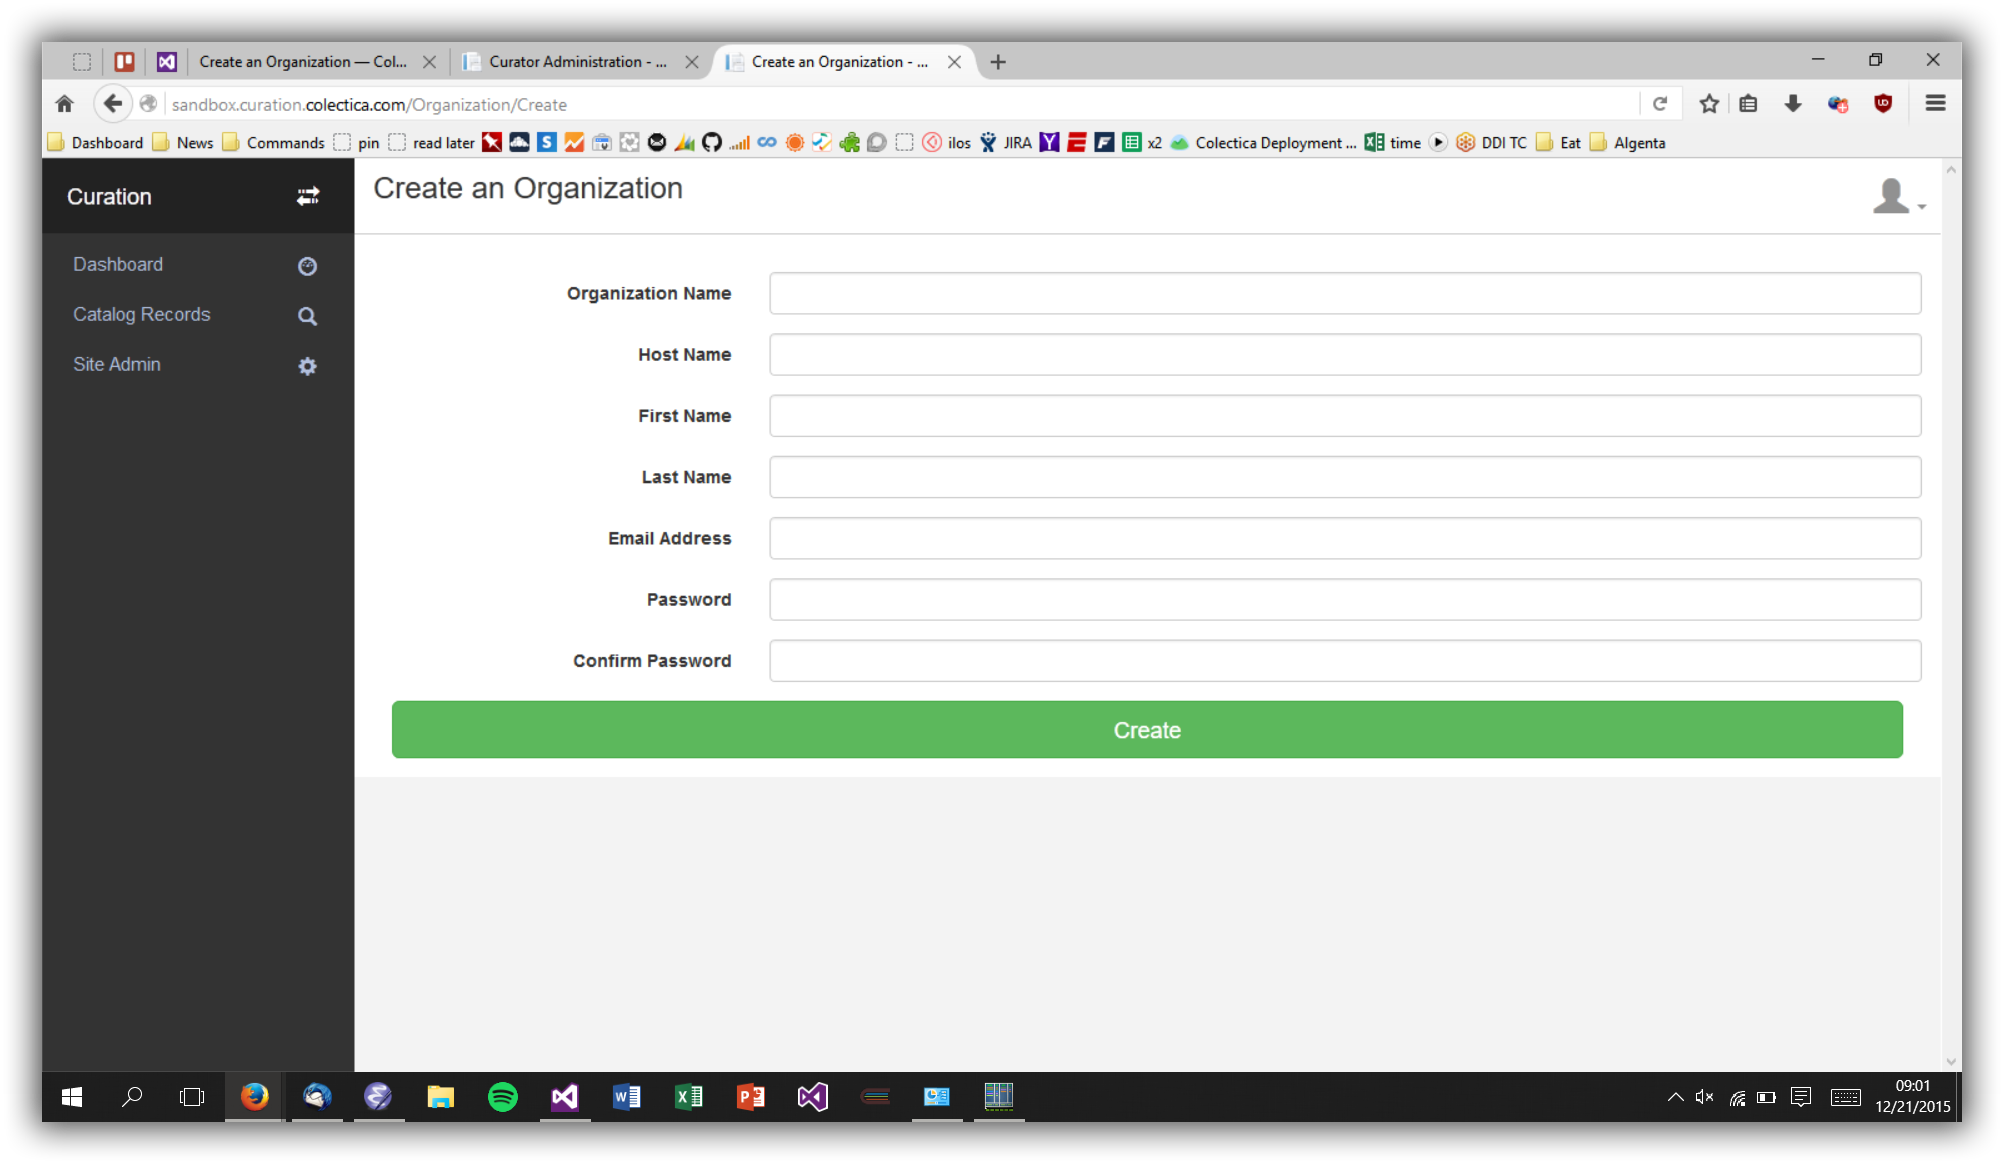 Create an Organization — Col...
Curator Administration - ...
Create an Organization - ...
sandbox.curation.colectica.com/Organization/Create
Dashboard News Commands pin read later ilos JIRA x2 Colectica Deployment ... time DDI TC Eat Algenta
Curation
Create an Organization
Dashboard
Catalog Records
Site Admin
Organization Name
Host Name
First Name
Last Name
Email Address
Password
Confirm Password
Create
09:01
12/21/2015